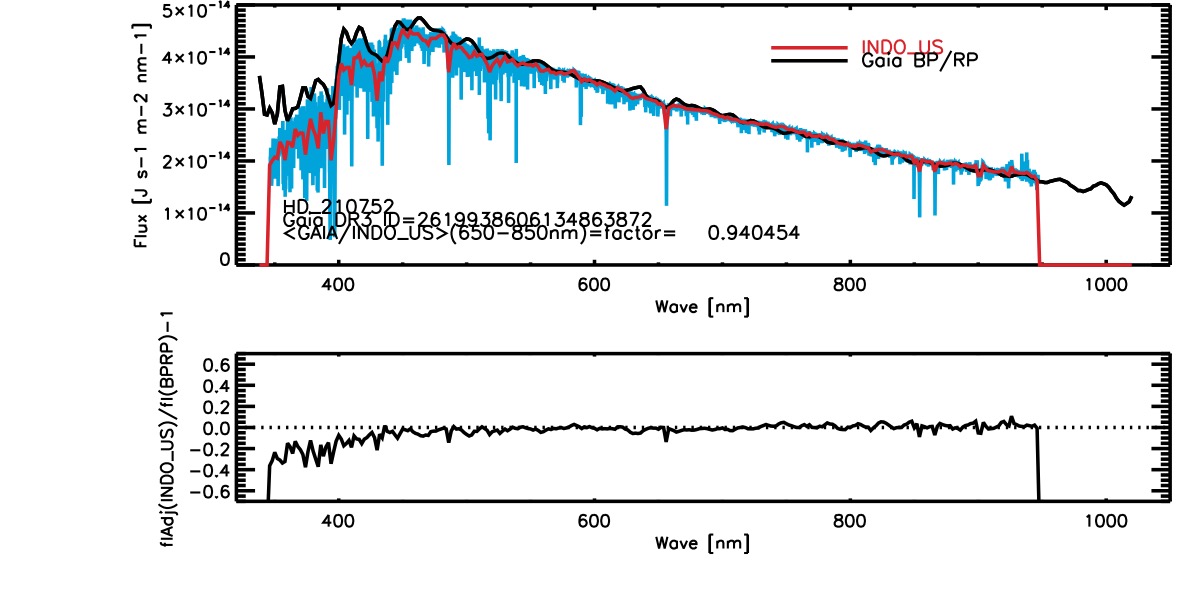 5×10−14
4×10−14
3×10−14
2×10−14
1×10−14
0
Flux [J s−1 m−2 nm−1]
INDO_US
Gaia BP/RP
HD_210752
Gaia DR3 ID=2619938606134863872
<GAIA/INDO_US>(650−850nm)=factor= 0.940454
400 600 800 1000
Wave [nm]
0.6
0.4
0.2
0.0
−0.2
−0.4
−0.6
flAdj(INDO_US)/fl(BPRP)−1
400 600 800 1000
Wave [nm]